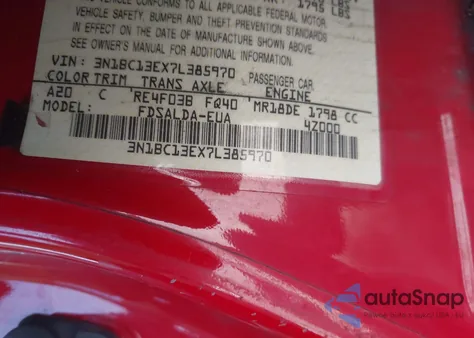 VEHICLE CONFORMS TO ALL APPLICABLE FEDERAL MOTOR
VEHICLE SAFETY, BUMPER AND THEFT PREVENTION STANDARDS
IN EFFECT ON THE DATE OF MANUFACTURE SHOWN ABOVE.
SEE OWNER'S MANUAL FOR ADDITIONAL INFORMATION.
VIN: 3N1BC13EX7L385970 PASSENGER CAR
COLOR TRIM TRANS AXLE ENGINE
A20 C RE4F03B FQ40 MR18DE 1798 CC
MODEL: FDSALDA-EUA 4Z000
3N1BC13EX7L385970
autoSnap